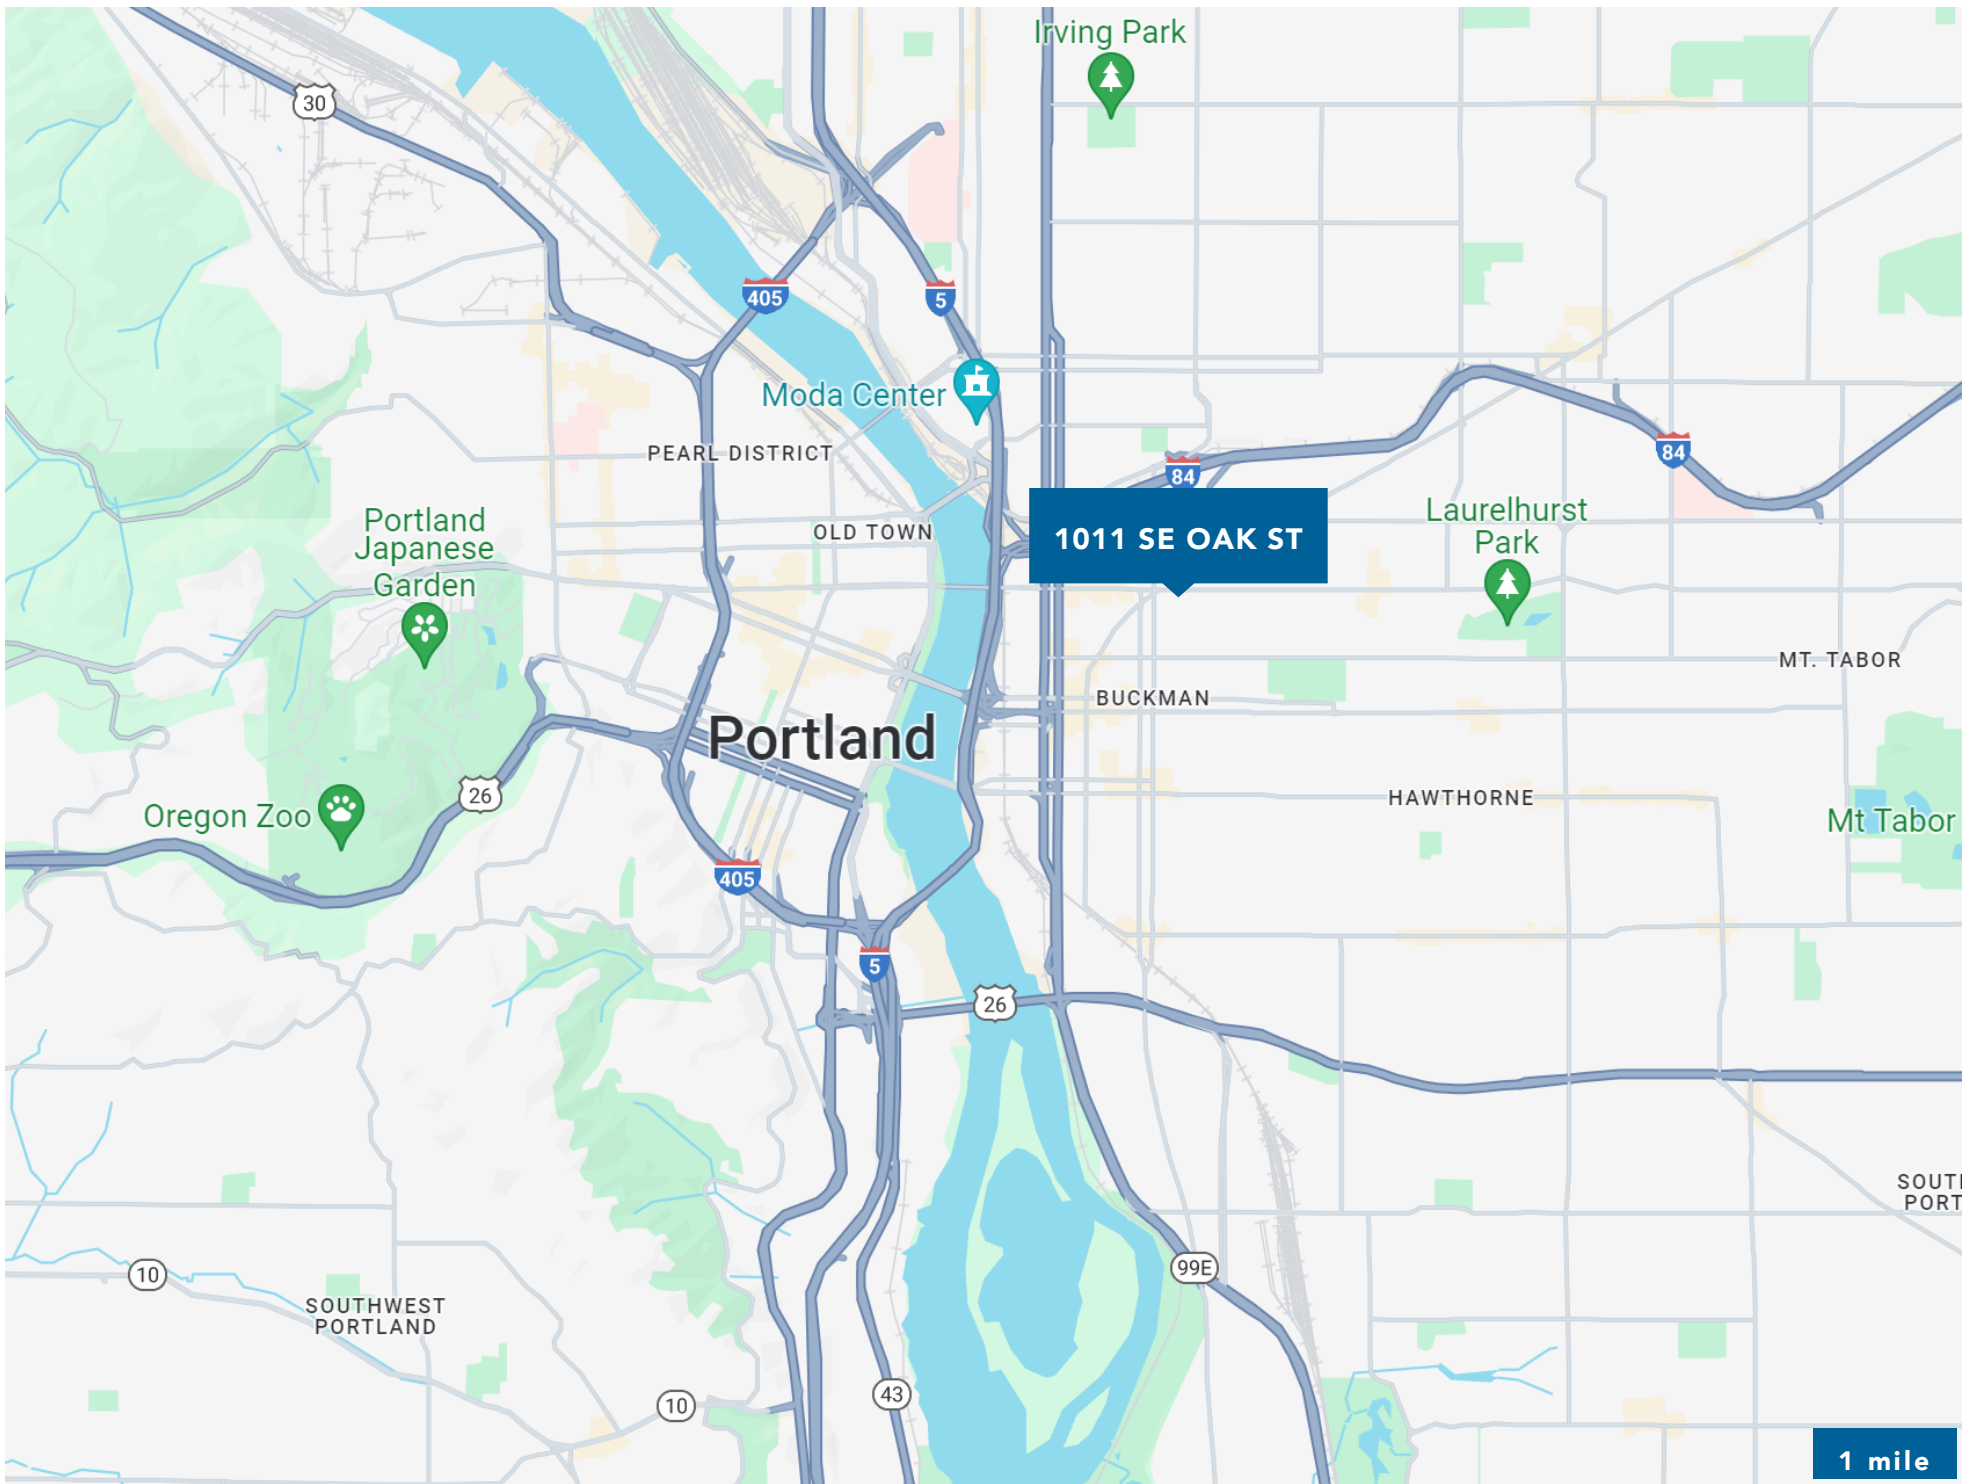 Irving Park
30
405
5
Moda Center
PEARL DISTRICT
84
84
Portland
Japanese
Garden
OLD TOWN
1011 SE OAK ST
Laurelhurst
Park
MT. TABOR
BUCKMAN
Portland
26
Oregon Zoo
HAWTHORNE
Mt Tabor
405
5
26
SOUTH
PORT
99E
10
SOUTHWEST
PORTLAND
10
43
1 mile